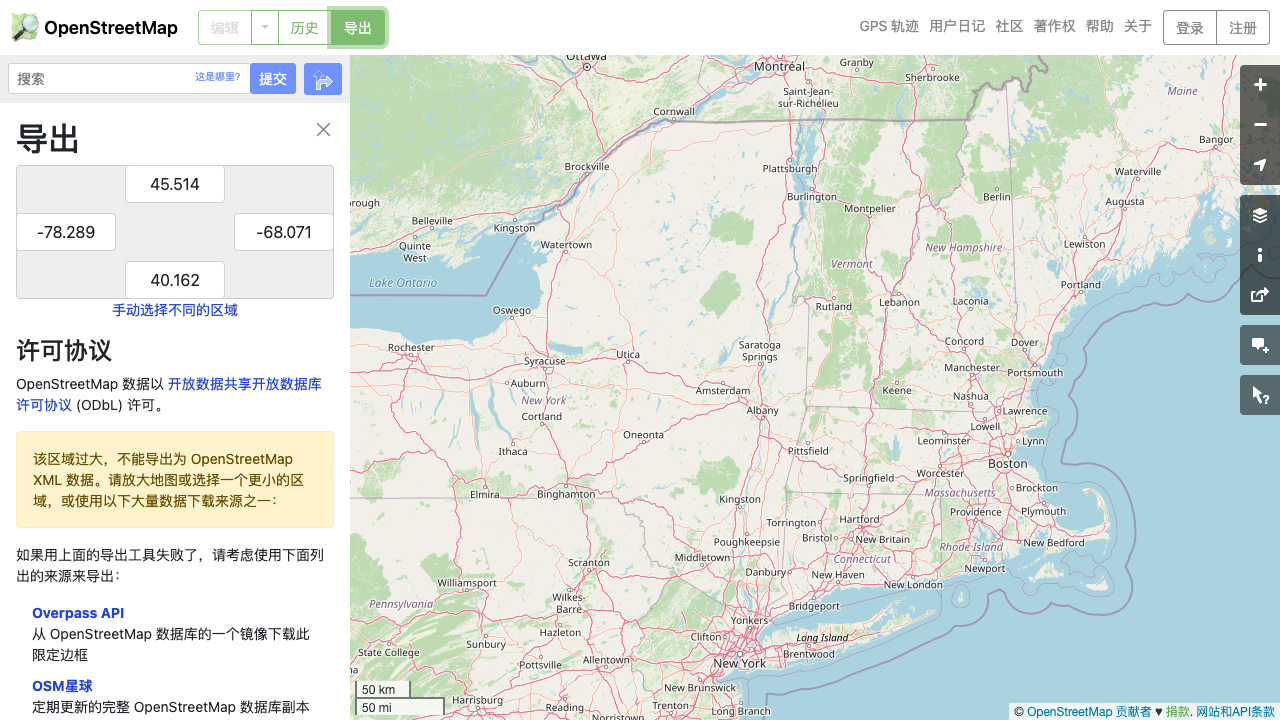 OpenStreetMap
编辑
历史
导出
GPS 轨迹
用户日记
社区
著作权
帮助
关于
登录
注册
搜索
这是哪里?
提交
导出
45.514
-78.289
-68.071
40.162
手动选择不同的区域
许可协议
OpenStreetMap 数据以 开放数据共享开放数据库
许可协议 (ODbL) 许可。
该区域过大，不能导出为 OpenStreetMap
XML 数据。请放大地图或选择一个更小的区
域，或使用以下大量数据下载来源之一：
如果用上面的导出工具失败了，请考虑使用下面列
出的来源来导出：
Overpass API
从 OpenStreetMap 数据库的一个镜像下载此
限定边框
OSM星球
定期更新的完整 OpenStreetMap 数据库副本
Ottawa
Montréal
Granby
Sherbrooke
Saint-Jean-
sur-Richelieu
Maine
Cornwall
Bangor
Brockville
Plattsburgh
Waterville
Burlington
Berlin
Augusta
rough
Belleville
Kingston
Montpelier
Quinte
West
Watertown
New Hampshire
Lewiston
Vermont
Portland
Lake Ontario
Oswego
Rutland
Lebanon
Laconia
Rochester
Utica
Saratoga
Springs
Concord
Dover
Syracuse
Manchester
Portsmouth
Auburn
Amsterdam
Keene
Nashua
New York
Albany
Lawrence
Cortland
Oneonta
Lowell
Ithaca
Pittsfield
Leominster
Lynn
Boston
Worcester
Springfield
Elmira
Binghamton
Kingston
Massachusetts
Brockton
Torrington
Hartford
Providence
Plymouth
Poughkeepsie
Bristol
New Britain
Rhode Island
New Bedford
Middletown
Connecticut
Scranton
Danbury
New Haven
Newport
Williamsport
New London
Wilkes-
Barre
Bridgeport
Pennsylvania
Yonkers
Hazleton
Clifton
Long Island
Sunbury
State College
Brentwood
Pottsville
Allentown
New York
New Brunswick
Harrisburg
Reading
Long Branch
Lebanon
Norristown
Trenton
50 km
50 mi
© OpenStreetMap 贡献者 ♥ 捐款. 网站和API条款